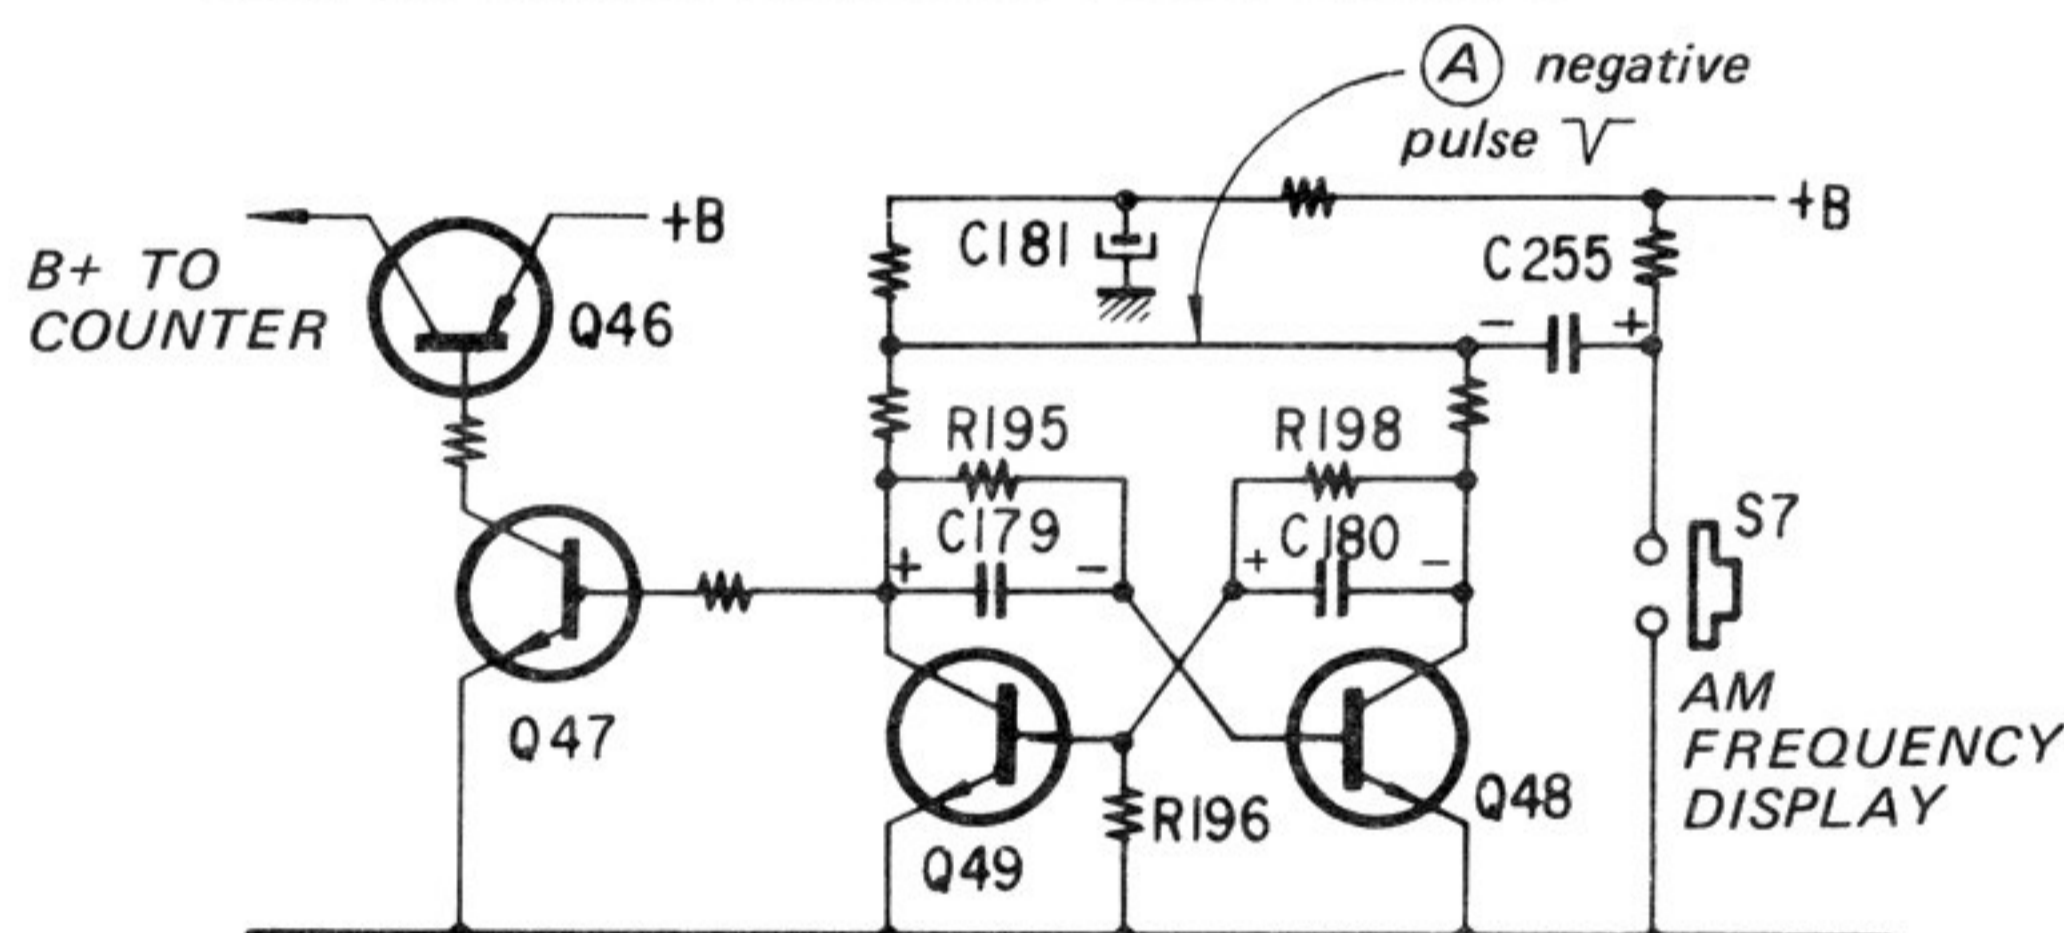 A negative
pulse
+B
+B
B+ TO
COUNTER
Q46
C181
C255
- +
R195
R198
C179
+ -
C180
+ -
S7
Q47
Q49
R196
Q48
AM
FREQUENCY
DISPLAY